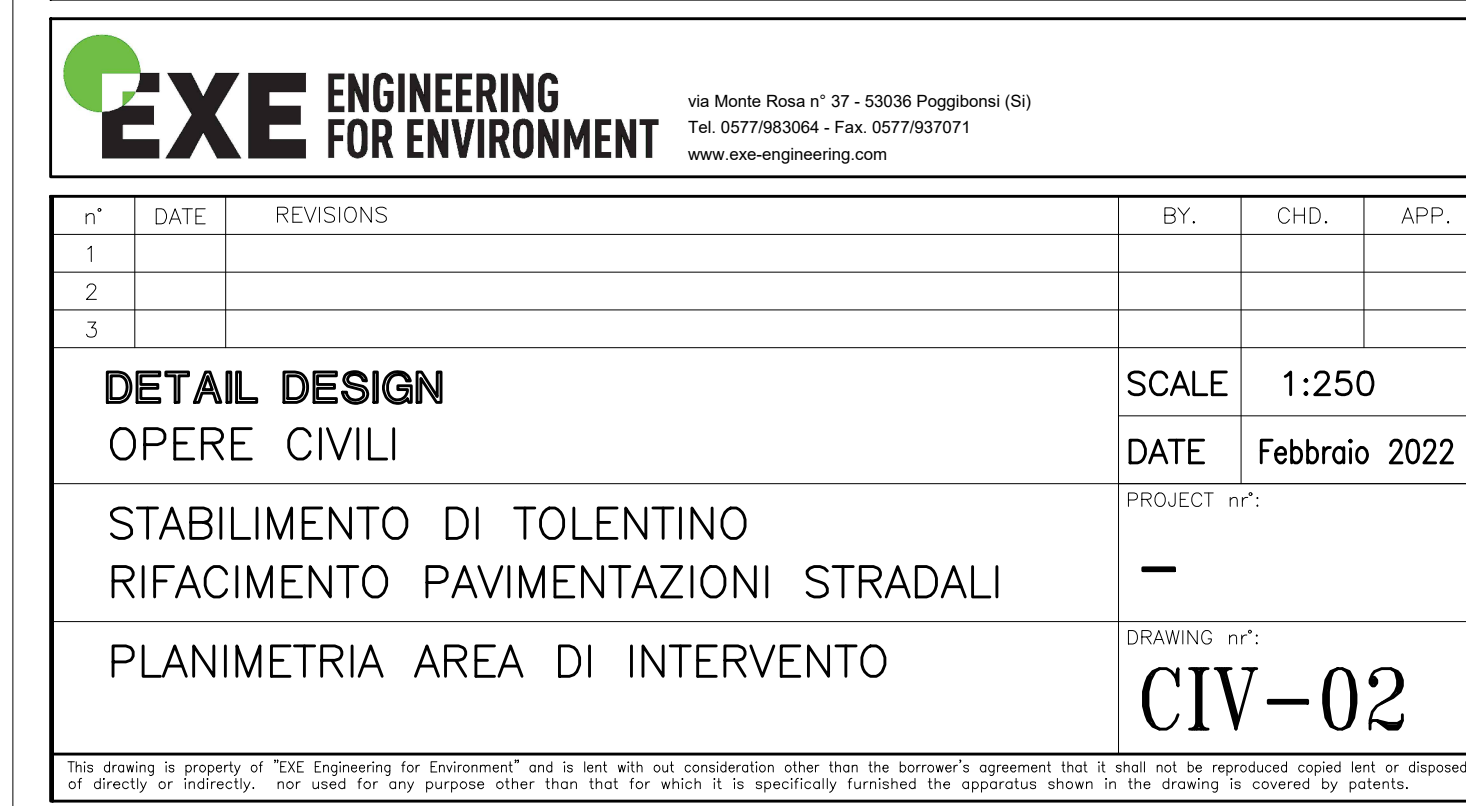 EXE ENGINEERING
FOR ENVIRONMENT
via Monte Rosa n° 37 - 53036 Poggibonsi (Si)
Tel. 0577/983064 - Fax. 0577/937071
www.exe-engineering.com
n° DATE REVISIONS BY. CHD. APP.
1
2
3
DETAIL DESIGN
OPERE CIVILI
SCALE 1:250
DATE Febbraio 2022
STABILIMENTO DI TOLENTINO
RIFACIMENTO PAVIMENTAZIONI STRADALI
PROJECT nr°:
–
PLANIMETRIA AREA DI INTERVENTO
DRAWING nr°:
CIV–02
This drawing is property of "EXE Engineering for Environment" and is lent with out consideration other than the borrower's agreement that it shall not be reproduced copied lent or disposed
of directly or indirectly. nor used for any purpose other than that for which it is specifically furnished the apparatus shown in the drawing is covered by patents.